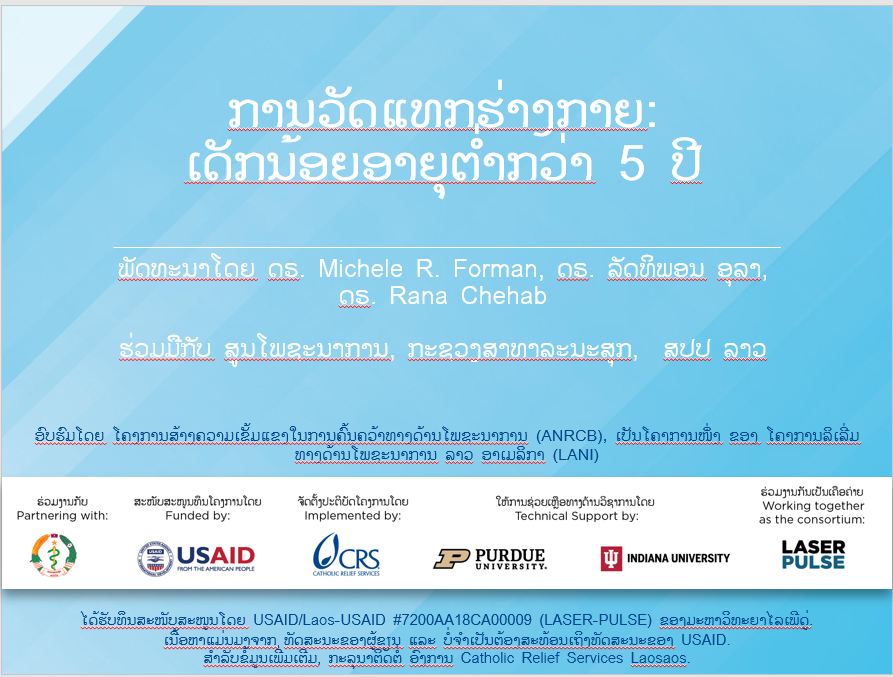 ການວັດແທກຮ່າງກາຍ:
ເດັກນ້ອຍອາຍຸຕ່ຳກວ່າ 5 ປີ
ພັດທະນາໂດຍ ດຣ. Michele R. Forman, ດຣ. ລັດທິພອນ ອຸລາ,
ດຣ. Rana Chehab
ຮ່ວມມືກັບ ສູນໂພຊະນາການ, ກະຊວງສາທາລະນະສຸກ, ສປປ ລາວ
ອົບຮົມໂດຍ ໂຄງການສ້າງຄວາມເຂັ້ມແຂງໃນການຄົ້ນຄວ້າທາງດ້ານໂພຊະນາການ (ANRCB), ເປັນໂຄງການໜຶ່ງ ຂອງ ໂຄງການລິເລີ່ມ
ທາງດ້ານໂພຊະນາການ ລາວ ອາເມລິກາ (LANI)
ຮ່ວມງານກັບ
Partnering with:
ສະໜັບສະໜູນທຶນໂຄງການໂດຍ
Funded by:
USAID
FROM THE AMERICAN PEOPLE
ຈັດຕັ້ງປະຕິບັດໂຄງການໂດຍ
Implemented by:
CRS
CATHOLIC RELIEF SERVICES
ໃຫ້ການຊ່ວຍເຫຼືອທາງດ້ານວິຊາການໂດຍ
Technical Support by:
PURDUE
UNIVERSITY®
INDIANA UNIVERSITY
ຮ່ວມງານກັນເປັນເຄືອຄ່າຍ
Working together
as the consortium:
LASER
PULSE
ໄດ້ຮັບທຶນສະໜັບສະໜູນໂດຍ USAID/Laos-USAID #7200AA18CA00009 (LASER-PULSE) ຂອງມະຫາວິທະຍາໄລເພີດູ່.
ເນື້ອຫາແມ່ນມາຈາກ ທັດສະນະຂອງຜູ້ຂຽນ ແລະ ບໍ່ຈຳເປັນຕ້ອງສະທ້ອນເຖິງທັດສະນະຂອງ USAID.
ສຳລັບຂໍ້ມູນເພີ່ມເຕີມ, ກະລຸນາຕິດຕໍ່ ອົງການ Catholic Relief Services Laosaos.